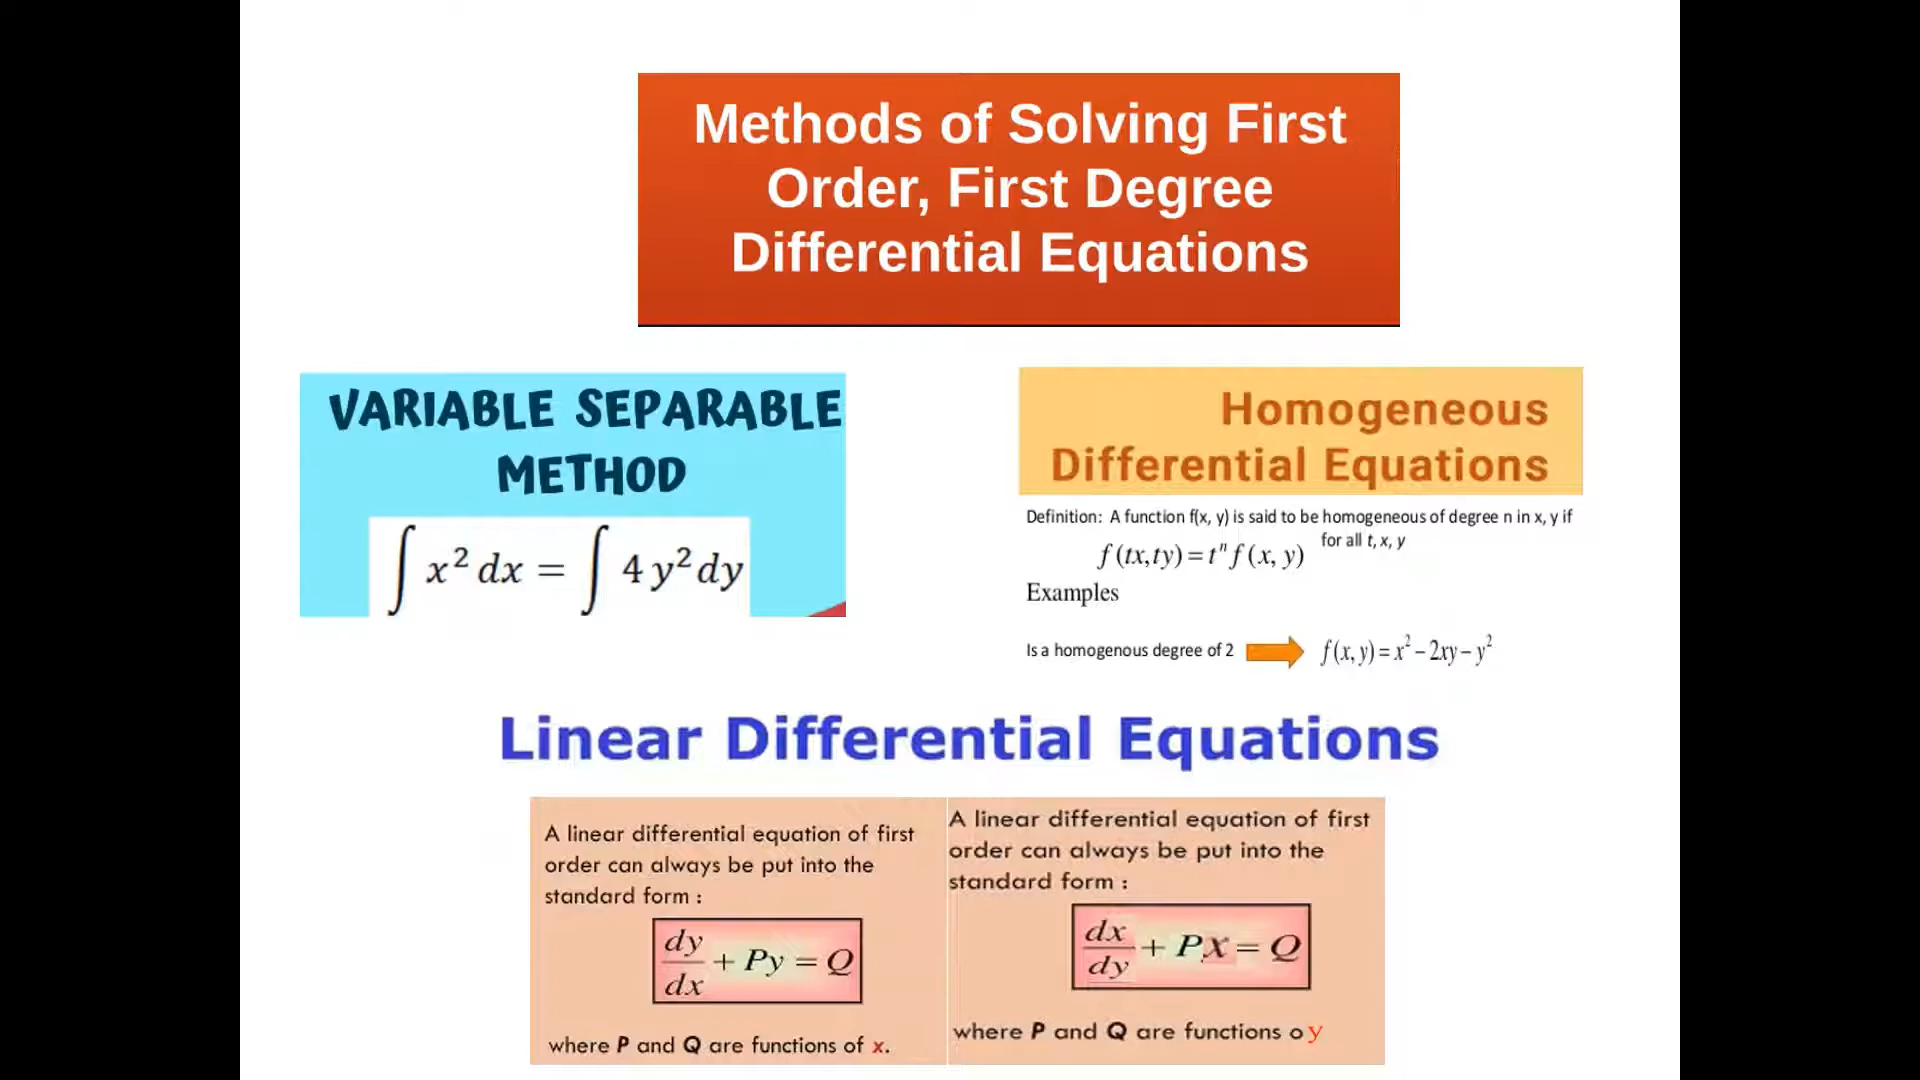 Methods of Solving First
Order, First Degree
Differential Equations
VARIABLE SEPARABLE
METHOD
∫ x² dx = ∫ 4 y² dy
Homogeneous
Differential Equations
Definition: A function f(x, y) is said to be homogeneous of degree n in x, y if
f(tx,ty) = tⁿ f(x, y) for all t, x, y
Examples
Is a homogenous degree of 2 f(x, y) = x² – 2xy – y²
Linear Differential Equations
A linear differential equation of first
order can always be put into the
standard form :
dy/dx + Py = Q
where P and Q are functions of x.
A linear differential equation of first
order can always be put into the
standard form :
dx/dy + Px = Q
where P and Q are functions o y